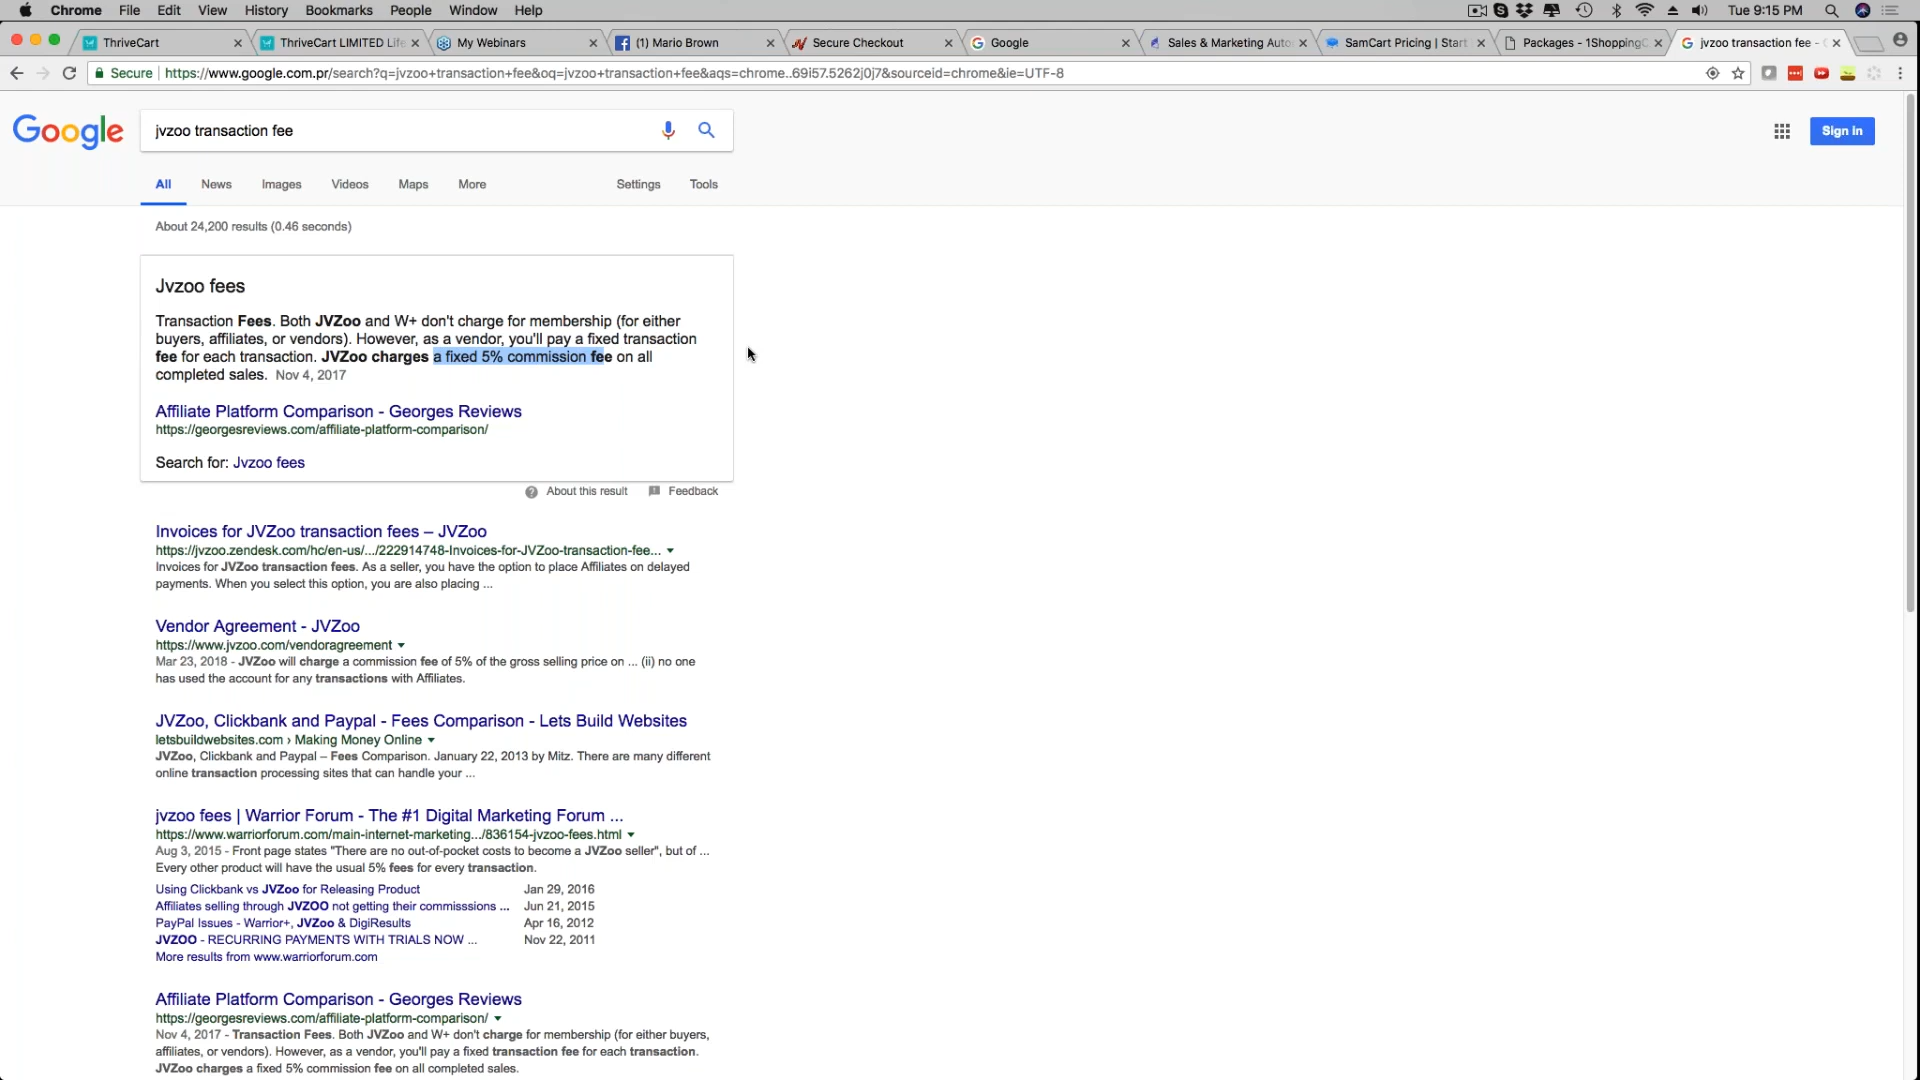 Chrome File Edit View History Bookmarks People Window Help
Tue 9:15 PM
ThriveCart
ThriveCart LIMITED Life
My Webinars
(1) Mario Brown
Secure Checkout
Google
Sales & Marketing Auto
SamCart Pricing | Start
Packages - 1ShoppingC
jvzoo transaction fee -
Secure https://www.google.com.pr/search?q=jvzoo+transaction+fee&oq=jvzoo+transaction+fee&aqs=chrome..69i57.5262j0j7&sourceid=chrome&ie=UTF-8
Google
jvzoo transaction fee
Sign in
All News Images Videos Maps More Settings Tools
About 24,200 results (0.46 seconds)
Jvzoo fees
Transaction Fees. Both JVZoo and W+ don't charge for membership (for either
buyers, affiliates, or vendors). However, as a vendor, you'll pay a fixed transaction
fee for each transaction. JVZoo charges a fixed 5% commission fee on all
completed sales. Nov 4, 2017
Affiliate Platform Comparison - Georges Reviews
https://georgesreviews.com/affiliate-platform-comparison/
Search for: Jvzoo fees
About this result Feedback
Invoices for JVZoo transaction fees – JVZoo
https://jvzoo.zendesk.com/hc/en-us/.../222914748-Invoices-for-JVZoo-transaction-fee...
Invoices for JVZoo transaction fees. As a seller, you have the option to place Affiliates on delayed
payments. When you select this option, you are also placing ...
Vendor Agreement - JVZoo
https://www.jvzoo.com/vendoragreement
Mar 23, 2018 - JVZoo will charge a commission fee of 5% of the gross selling price on ... (ii) no one
has used the account for any transactions with Affiliates.
JVZoo, Clickbank and Paypal - Fees Comparison - Lets Build Websites
letsbuildwebsites.com › Making Money Online
JVZoo, Clickbank and Paypal – Fees Comparison. January 22, 2013 by Mitz. There are many different
online transaction processing sites that can handle your ...
jvzoo fees | Warrior Forum - The #1 Digital Marketing Forum ...
https://www.warriorforum.com/main-internet-marketing.../836154-jvzoo-fees.html
Aug 3, 2015 - Front page states "There are no out-of-pocket costs to become a JVZoo seller", but of ...
Every other product will have the usual 5% fees for every transaction.
Using Clickbank vs JVZoo for Releasing Product Jan 29, 2016
Affiliates selling through JVZOO not getting their commisssions ... Jun 21, 2015
PayPal Issues - Warrior+, JVZoo & DigiResults Apr 16, 2012
JVZOO - RECURRING PAYMENTS WITH TRIALS NOW ... Nov 22, 2011
More results from www.warriorforum.com
Affiliate Platform Comparison - Georges Reviews
https://georgesreviews.com/affiliate-platform-comparison/
Nov 4, 2017 - Transaction Fees. Both JVZoo and W+ don't charge for membership (for either buyers,
affiliates, or vendors). However, as a vendor, you'll pay a fixed transaction fee for each transaction.
JVZoo charges a fixed 5% commission fee on all completed sales.